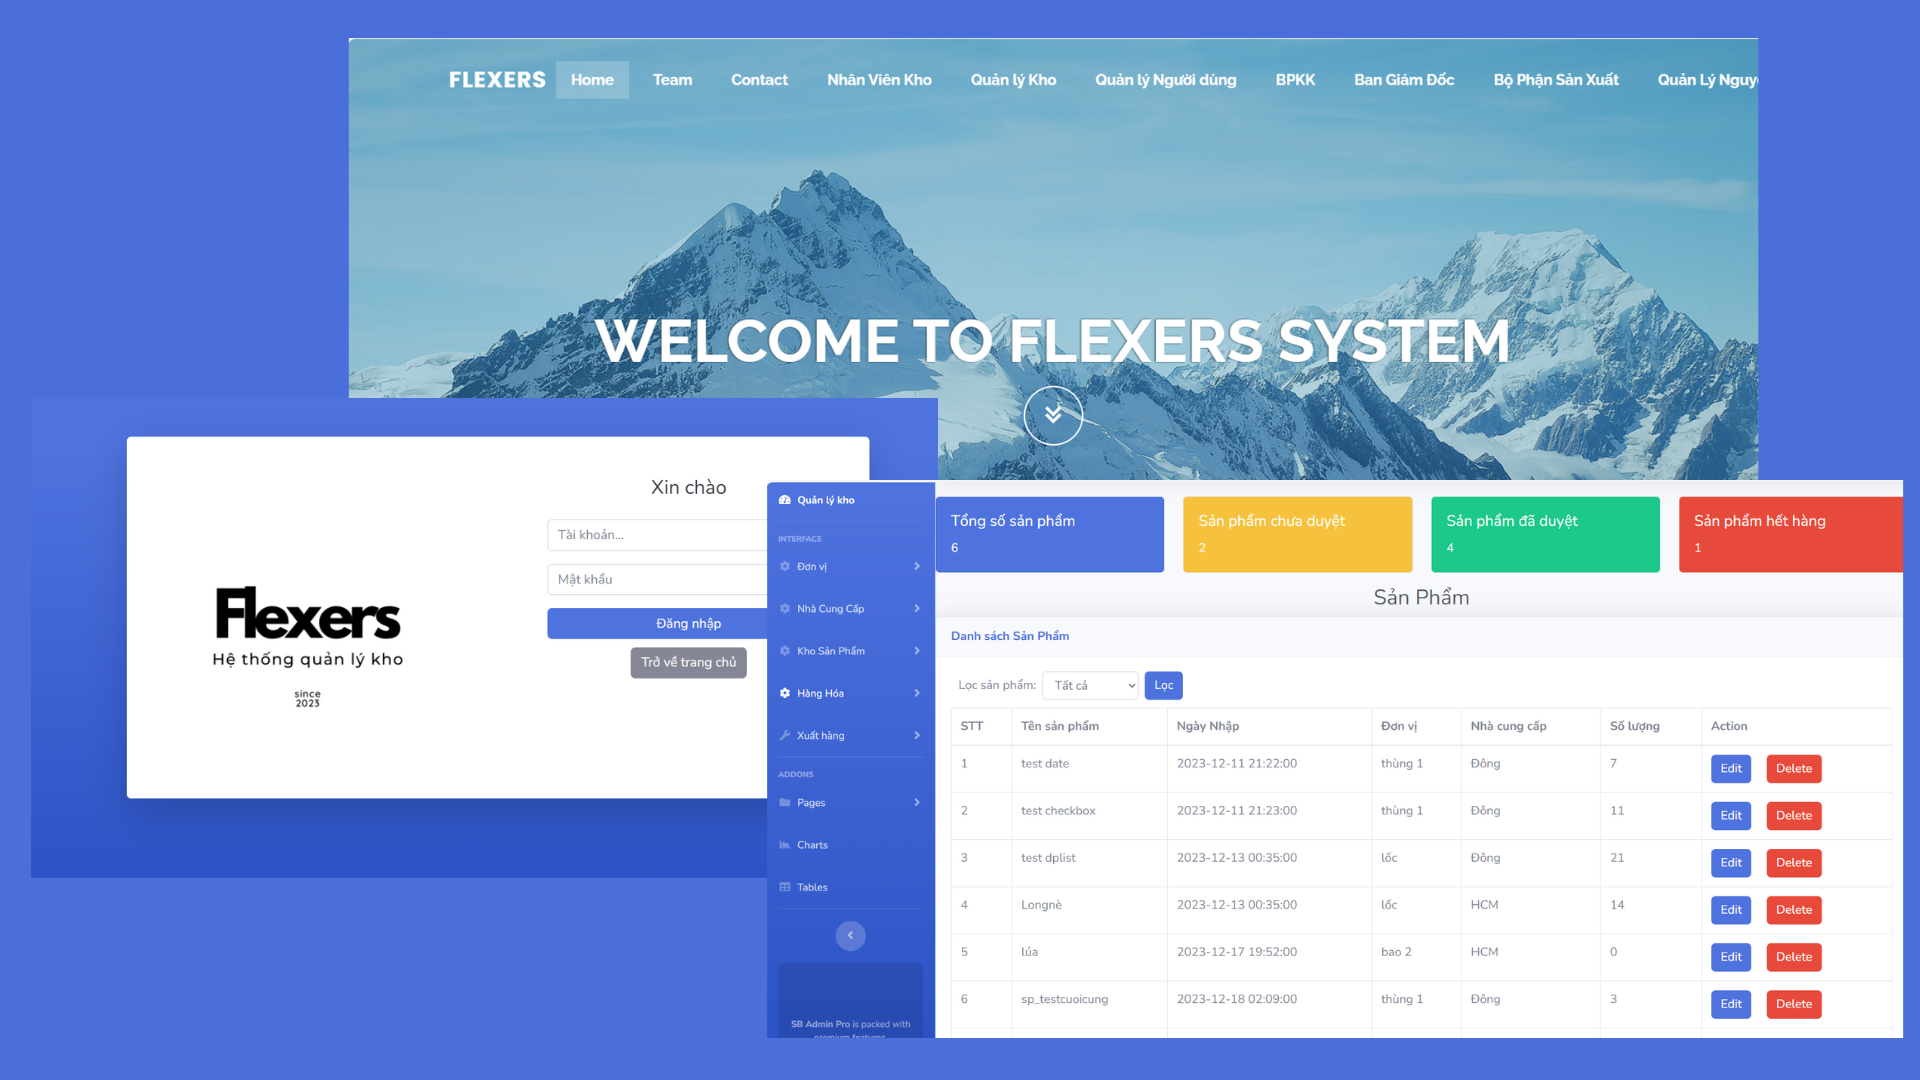 FLEXERS Home Team Contact Nhân Viên Kho Quản lý Kho Quản lý Người dùng BPKK Ban Giám Đốc Bộ Phận Sản Xuất Quản Lý
WELCOME TO FLEXERS SYSTEM
Xin chào
Tài khoản...
Mật khẩu
Đăng nhập
Trở về trang chủ
Flexers
Hệ thống quản lý kho
since
2023
Quản lý kho
INTERFACE
Đơn vị
Nhà Cung Cấp
Kho Sản Phẩm
Hàng Hóa
Xuất hàng
ADDONS
Pages
Charts
Tables
SB Admin Pro is packed with
premium features
Tổng số sản phẩm
6
Sản phẩm chưa duyệt
2
Sản phẩm đã duyệt
4
Sản phẩm hết hàng
1
Sản Phẩm
Danh sách Sản Phẩm
Lọc sản phẩm: Tất cả Lọc
STT Tên sản phẩm Ngày Nhập Đơn vị Nhà cung cấp Số lượng Action
1 test date 2023-12-11 21:22:00 thùng 1 Đông 7 Edit Delete
2 test checkbox 2023-12-11 21:23:00 thùng 1 Đông 11 Edit Delete
3 test dplist 2023-12-13 00:35:00 lốc Đông 21 Edit Delete
4 Longnè 2023-12-13 00:35:00 lốc HCM 14 Edit Delete
5 lúa 2023-12-17 19:52:00 bao 2 HCM 0 Edit Delete
6 sp_testcuoicung 2023-12-18 02:09:00 thùng 1 Đông 3 Edit Delete